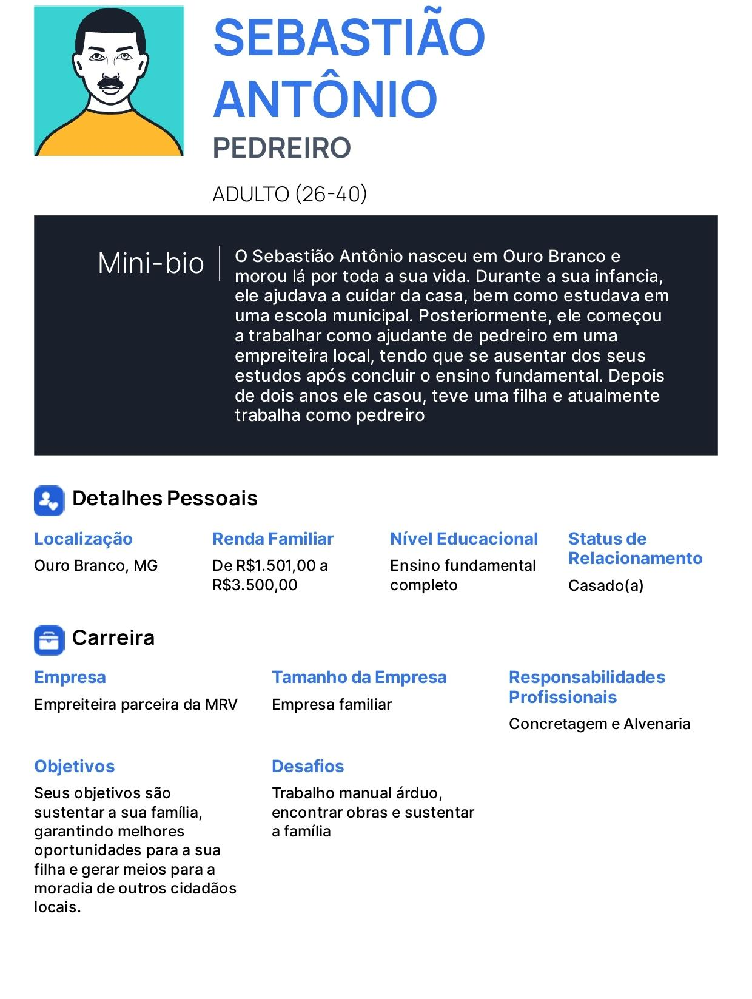 SEBASTIÃO
ANTÔNIO
PEDREIRO
ADULTO (26-40)
Mini-bio
O Sebastião Antônio nasceu em Ouro Branco e
morou lá por toda a sua vida. Durante a sua infancia,
ele ajudava a cuidar da casa, bem como estudava em
uma escola municipal. Posteriormente, ele começou
a trabalhar como ajudante de pedreiro em uma
empreiteira local, tendo que se ausentar dos seus
estudos após concluir o ensino fundamental. Depois
de dois anos ele casou, teve uma filha e atualmente
trabalha como pedreiro
Detalhes Pessoais
Localização
Ouro Branco, MG
Renda Familiar
De R$1.501,00 a
R$3.500,00
Nível Educacional
Ensino fundamental
completo
Status de
Relacionamento
Casado(a)
Carreira
Empresa
Empreiteira parceira da MRV
Tamanho da Empresa
Empresa familiar
Responsabilidades
Profissionais
Concretagem e Alvenaria
Objetivos
Seus objetivos são
sustentar a sua família,
garantindo melhores
oportunidades para a sua
filha e gerar meios para a
moradia de outros cidadãos
locais.
Desafios
Trabalho manual árduo,
encontrar obras e sustentar
a família